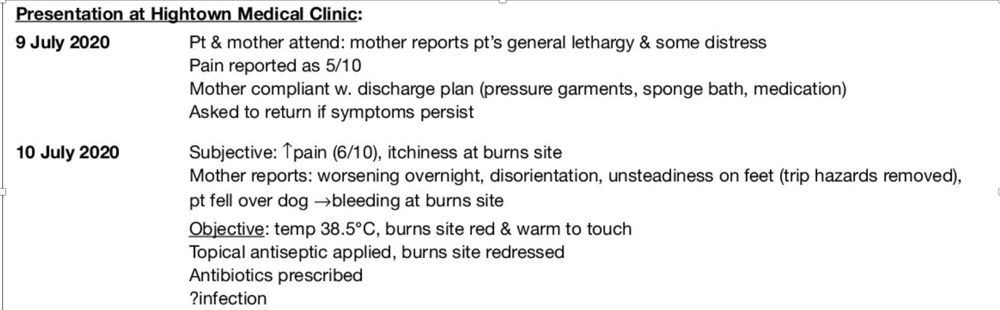 Presentation at Hightown Medical Clinic:
9 July 2020 Pt & mother attend: mother reports pt’s general lethargy & some distress
Pain reported as 5/10
Mother compliant w. discharge plan (pressure garments, sponge bath, medication)
Asked to return if symptoms persist
10 July 2020 Subjective: ↑pain (6/10), itchiness at burns site
Mother reports: worsening overnight, disorientation, unsteadiness on feet (trip hazards removed),
pt fell over dog →bleeding at burns site
Objective: temp 38.5°C, burns site red & warm to touch
Topical antiseptic applied, burns site redressed
Antibiotics prescribed
?infection